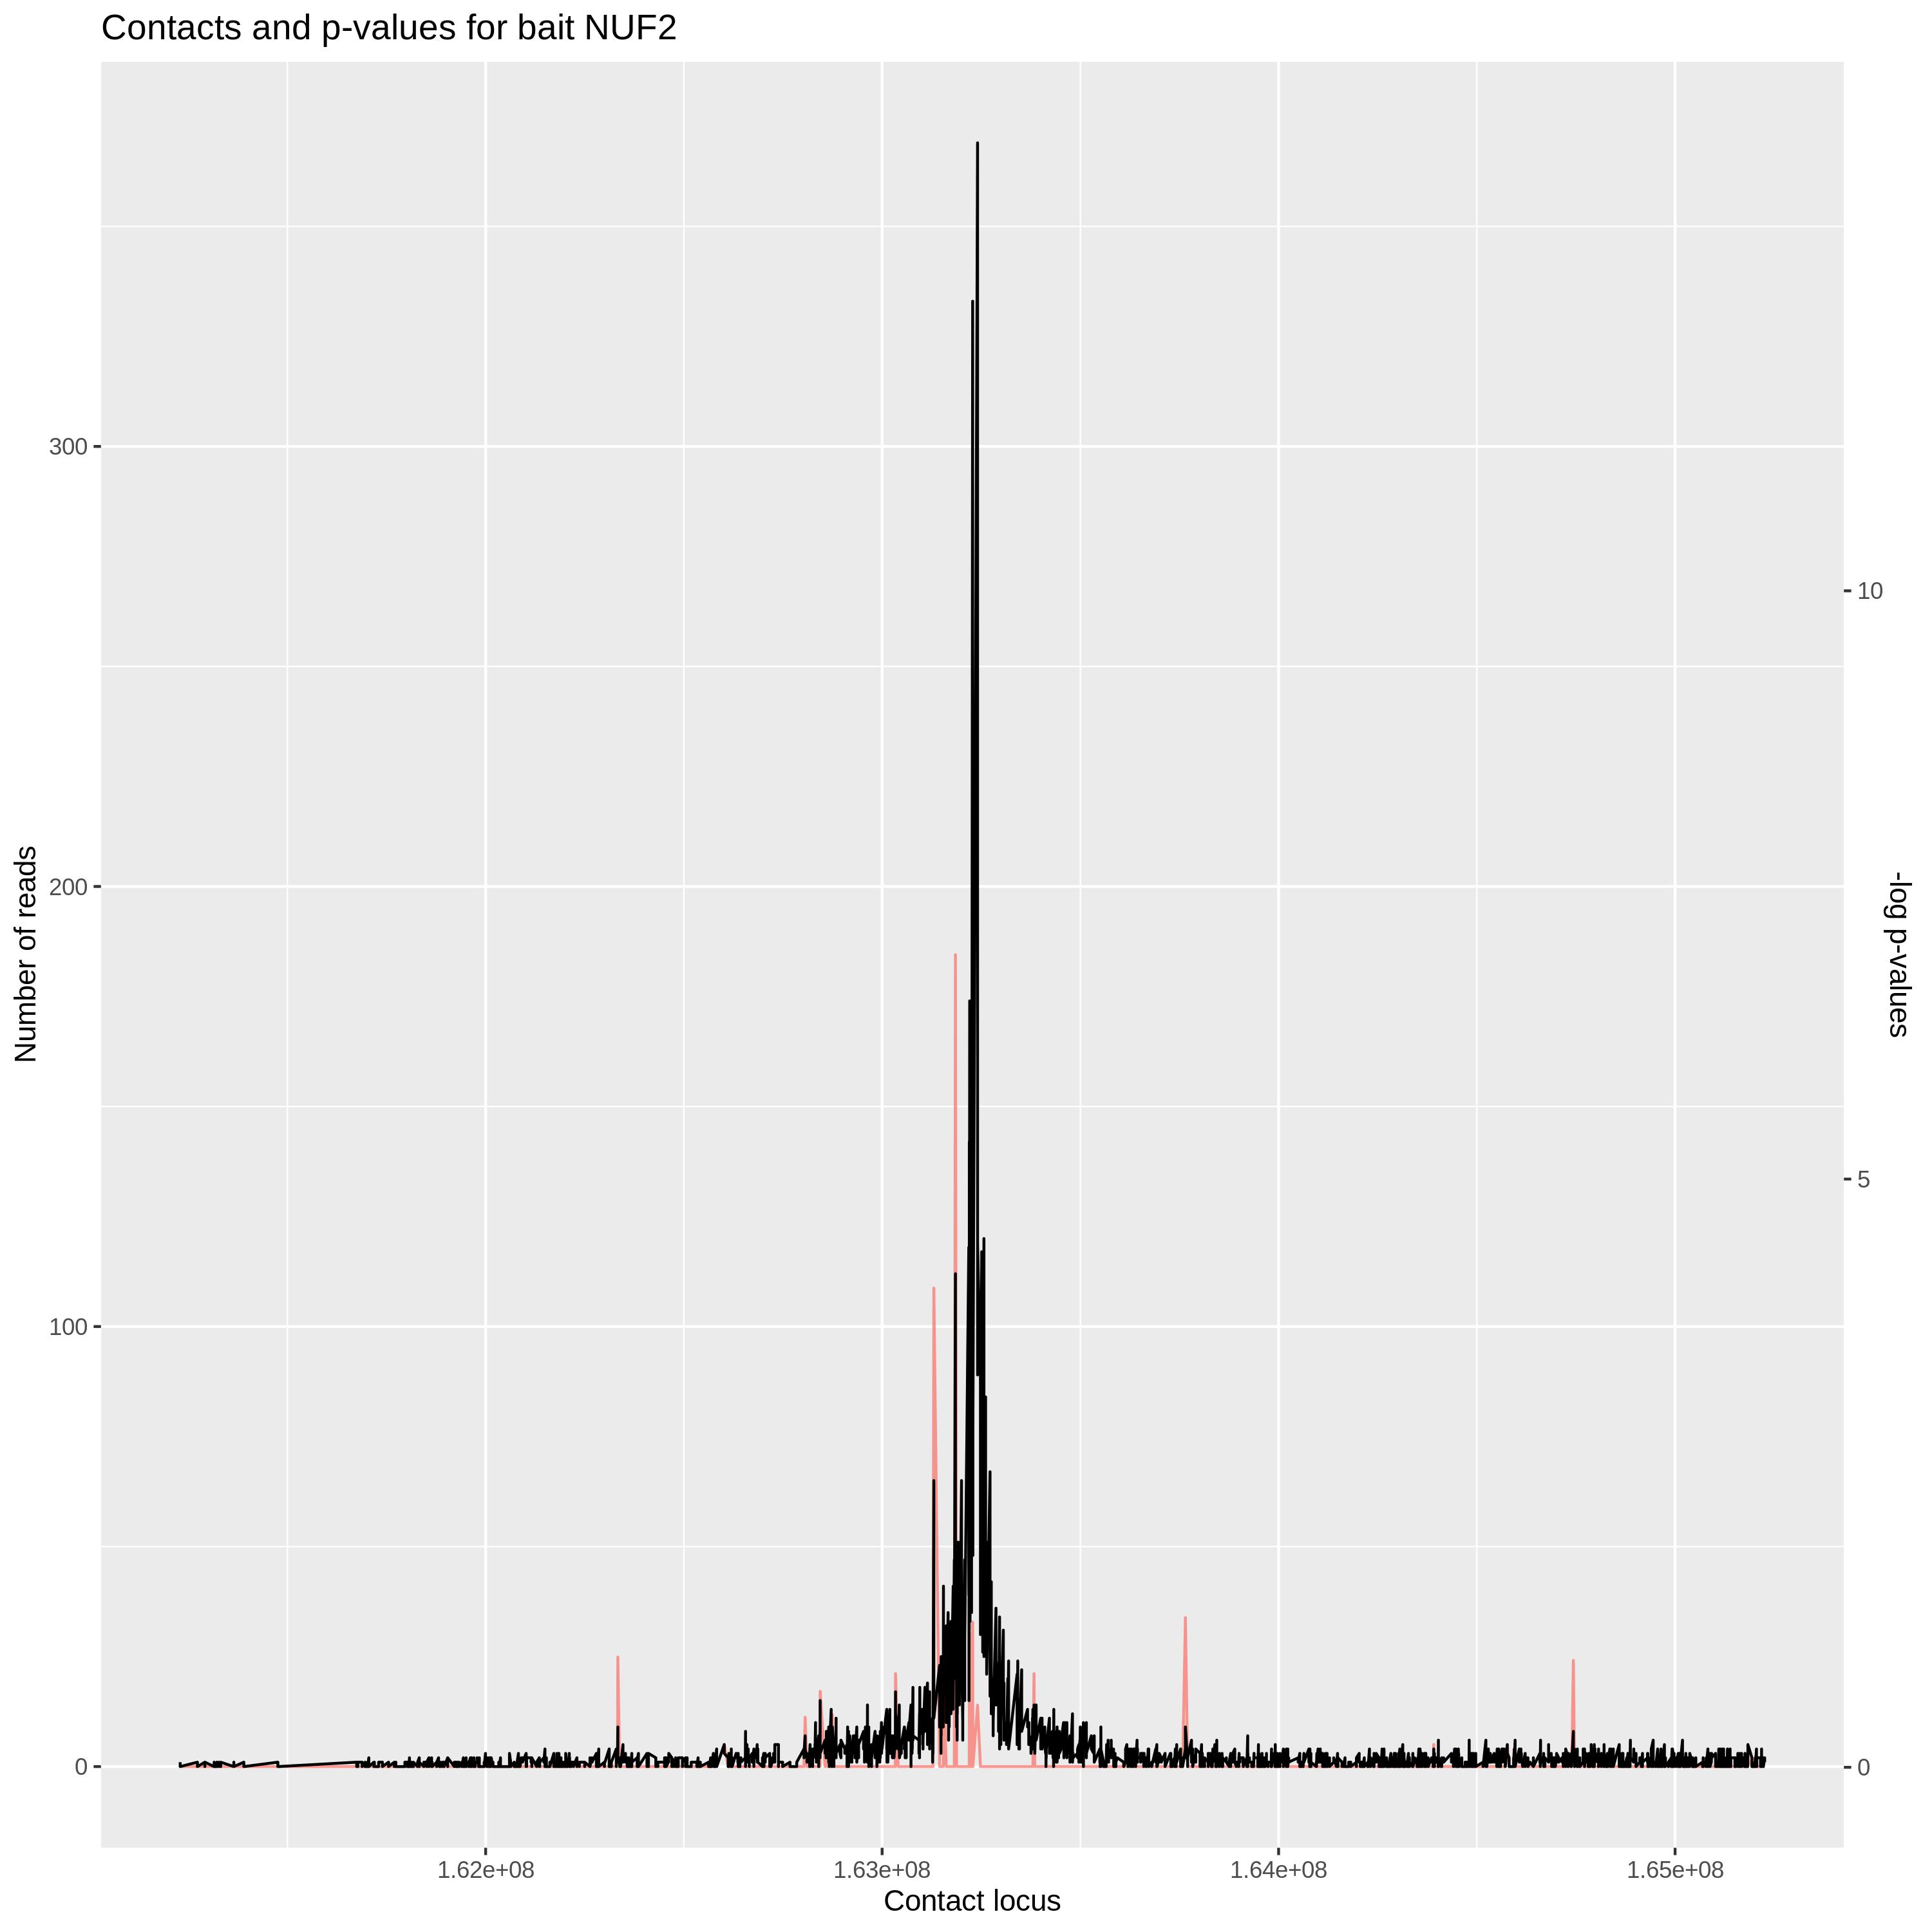 Contacts and p-values for bait NUF2
300
200
100
0
Number of reads
10
5
0
-log p-values
1.62e+08
1.63e+08
1.64e+08
1.65e+08
Contact locus